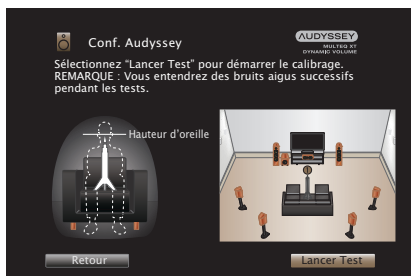 Conf. Audyssey
AUDYSSEY
MULTEQ XT
DYNAMIC VOLUME
Sélectionnez “Lancer Test” pour démarrer le calibrage.
REMARQUE : Vous entendrez des bruits aigus successifs
pendant les tests.
Hauteur d’oreille
Retour
Lancer Test